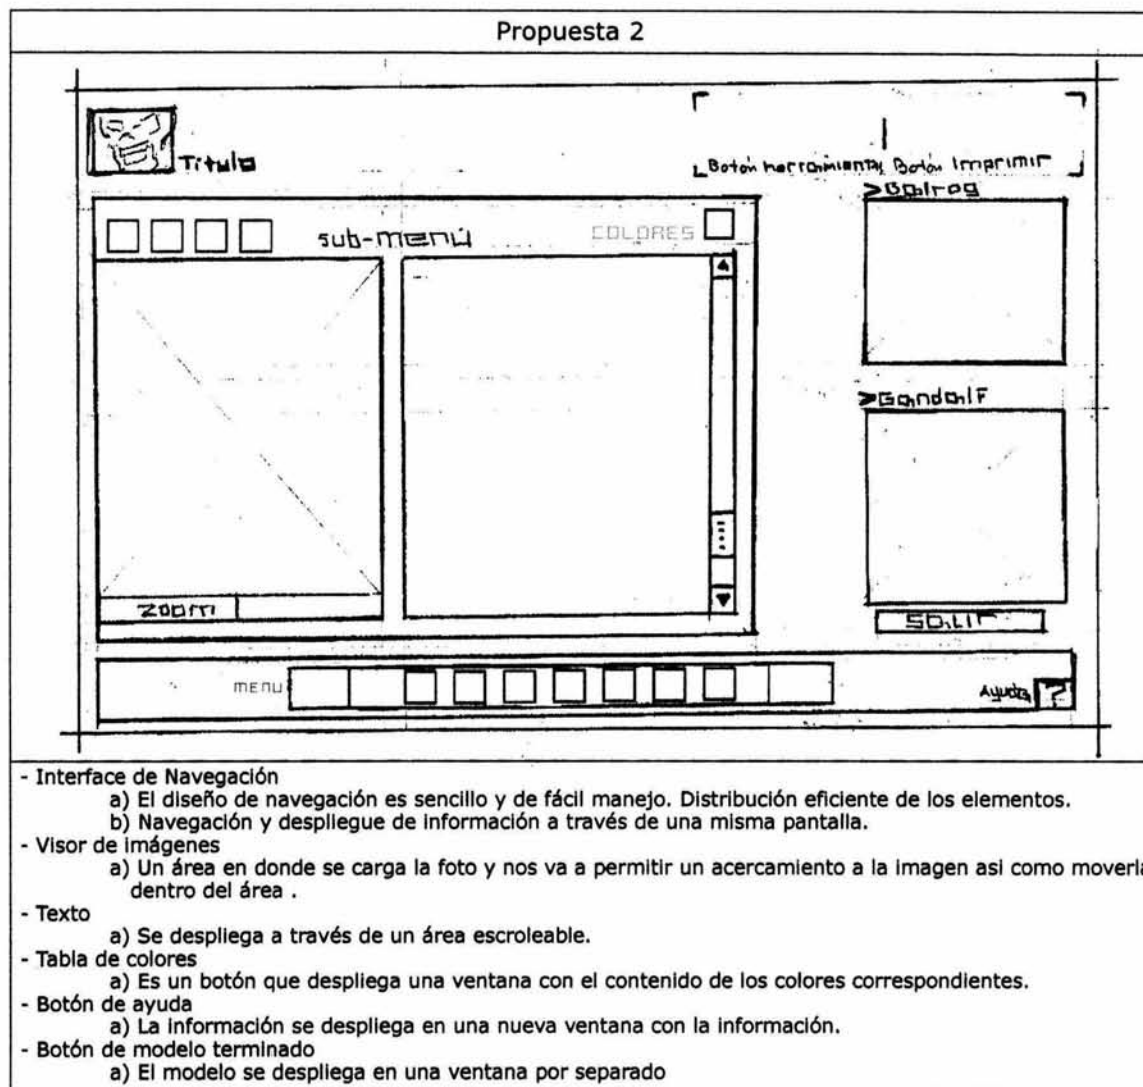 Propuesta 2
Titulo
Botón herramientas Botón Imprimir
>Balrog
sub-menú
COLORES
>Gandalf
zoom
Salir
menu
Ayuda ?
- Interface de Navegación
a) El diseño de navegación es sencillo y de fácil manejo. Distribución eficiente de los elementos.
b) Navegación y despliegue de información a través de una misma pantalla.
- Visor de imágenes
a) Un área en donde se carga la foto y nos va a permitir un acercamiento a la imagen asi como moverla
dentro del área .
- Texto
a) Se despliega a través de un área escroleable.
- Tabla de colores
a) Es un botón que despliega una ventana con el contenido de los colores correspondientes.
- Botón de ayuda
a) La información se despliega en una nueva ventana con la información.
- Botón de modelo terminado
a) El modelo se despliega en una ventana por separado